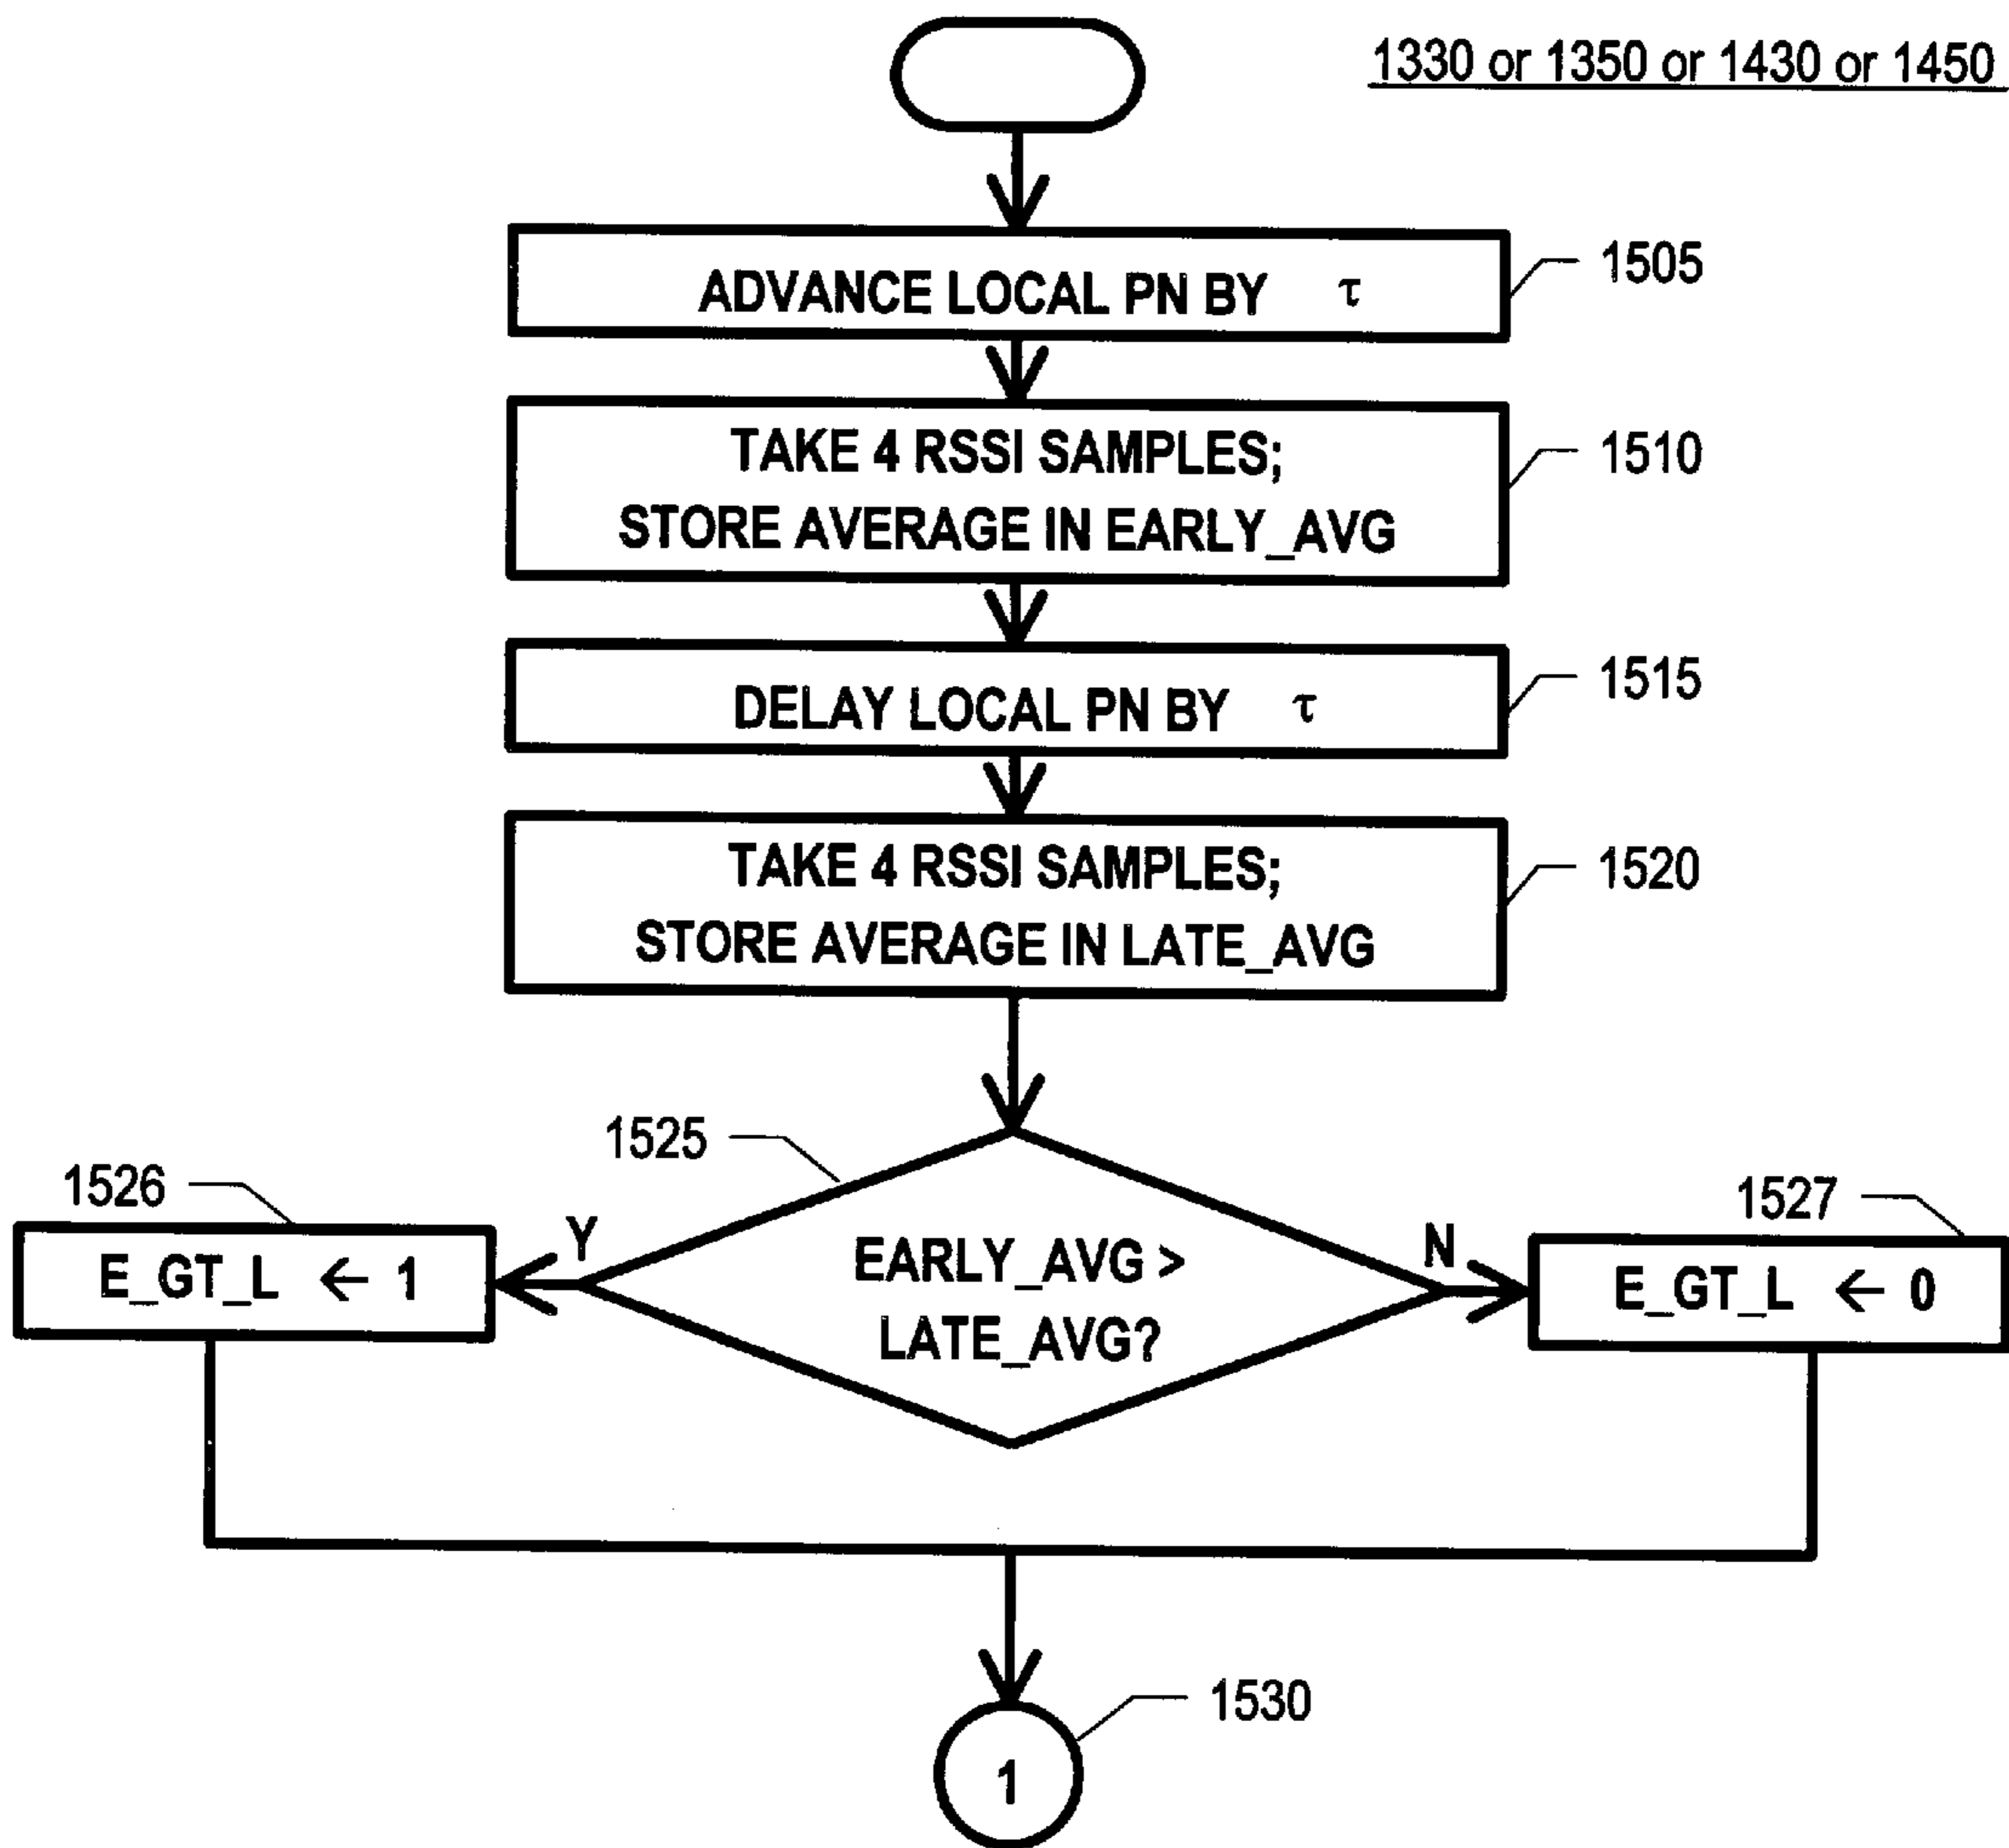 1330 or 1350 or 1430 or 1450
ADVANCE LOCAL PN BY τ
1505
TAKE 4 RSSI SAMPLES;
STORE AVERAGE IN EARLY_AVG
1510
DELAY LOCAL PN BY τ
1515
TAKE 4 RSSI SAMPLES;
STORE AVERAGE IN LATE_AVG
1520
1525
1526
1527
E_GT_L ← 1
Y
EARLY_AVG >
LATE_AVG?
N
E_GT_L ← 0
1530
1